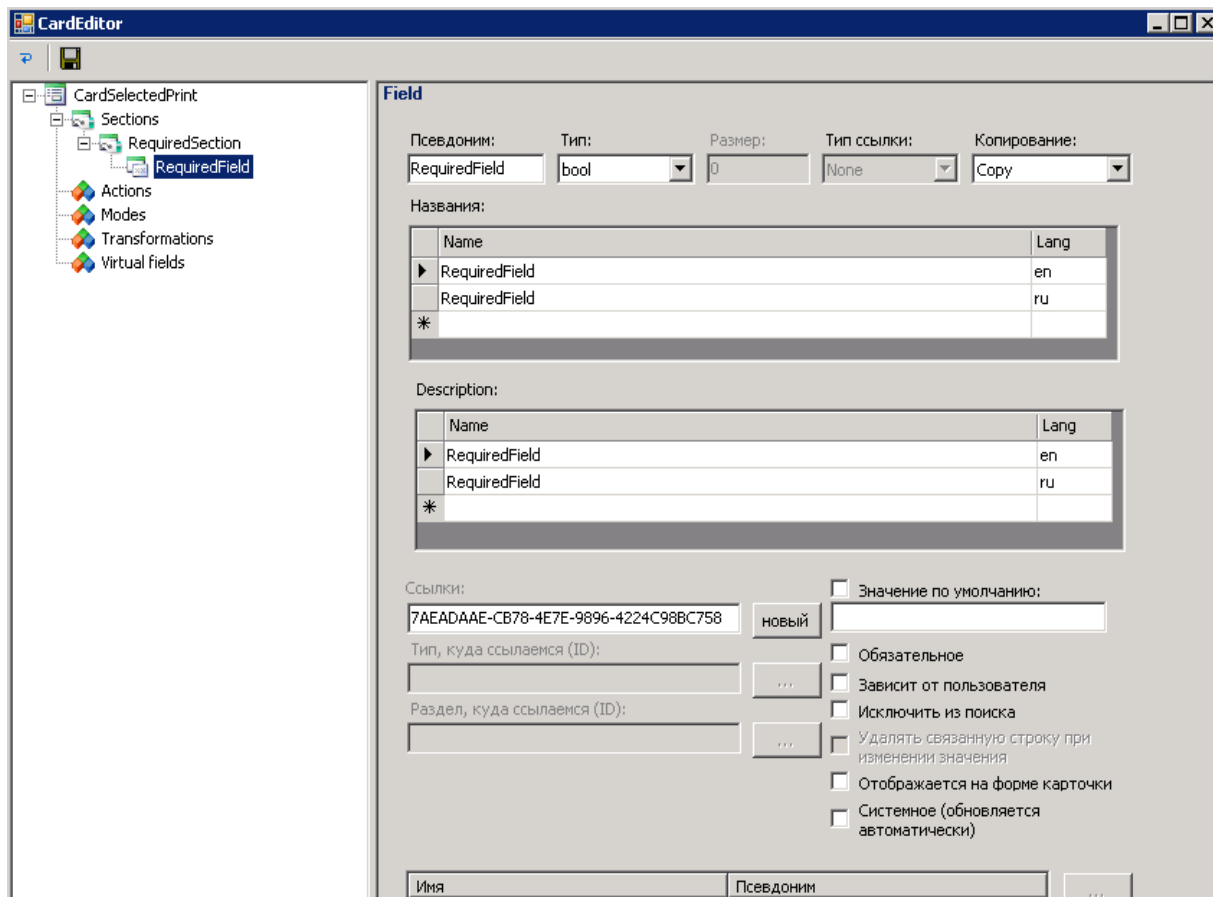 CardEditor
CardSelectedPrint
Sections
RequiredSection
RequiredField
Actions
Modes
Transformations
Virtual fields
Field
Псевдоним: Тип: Размер: Тип ссылки: Копирование:
RequiredField bool 0 None Copy
Названия:
Name Lang
RequiredField en
RequiredField ru
Description:
Name Lang
RequiredField en
RequiredField ru
Ссылки:
7AEADAAE-CB78-4E7E-9896-4224C98BC758 новый
Тип, куда ссылаемся (ID):
...
Раздел, куда ссылаемся (ID):
...
Значение по умолчанию:
Обязательное
Зависит от пользователя
Исключить из поиска
Удалять связанную строку при
изменении значения
Отображается на форме карточки
Системное (обновляется
автоматически)
Имя Псевдоним ...